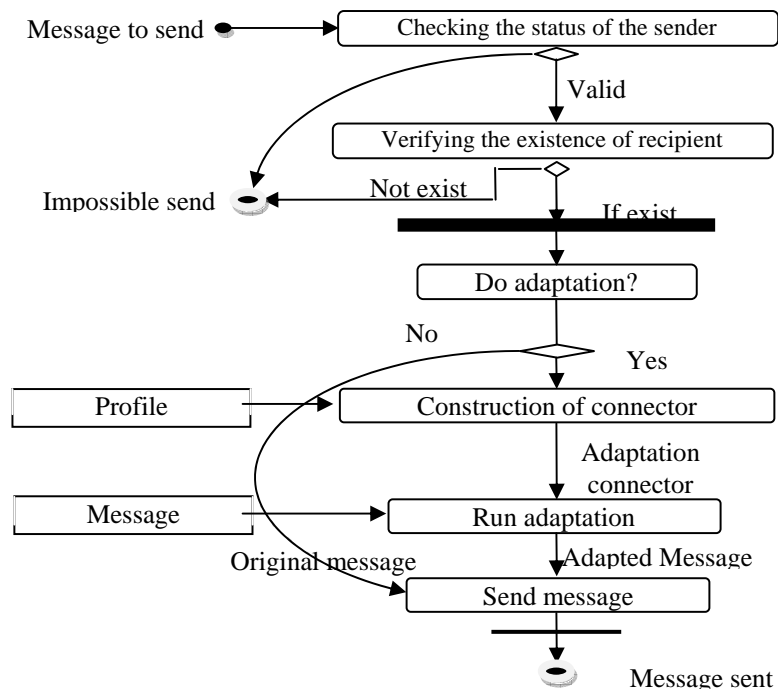 Checking the status of the sender
Message to send
Valid
Verifying the existence of recipient
Not exist
Impossible send
If exist
Do adaptation?
No
Yes
Profile
Construction of connector
Adaptation
connector
Message
Run adaptation
Original message
Adapted Message
Send message
Message sent